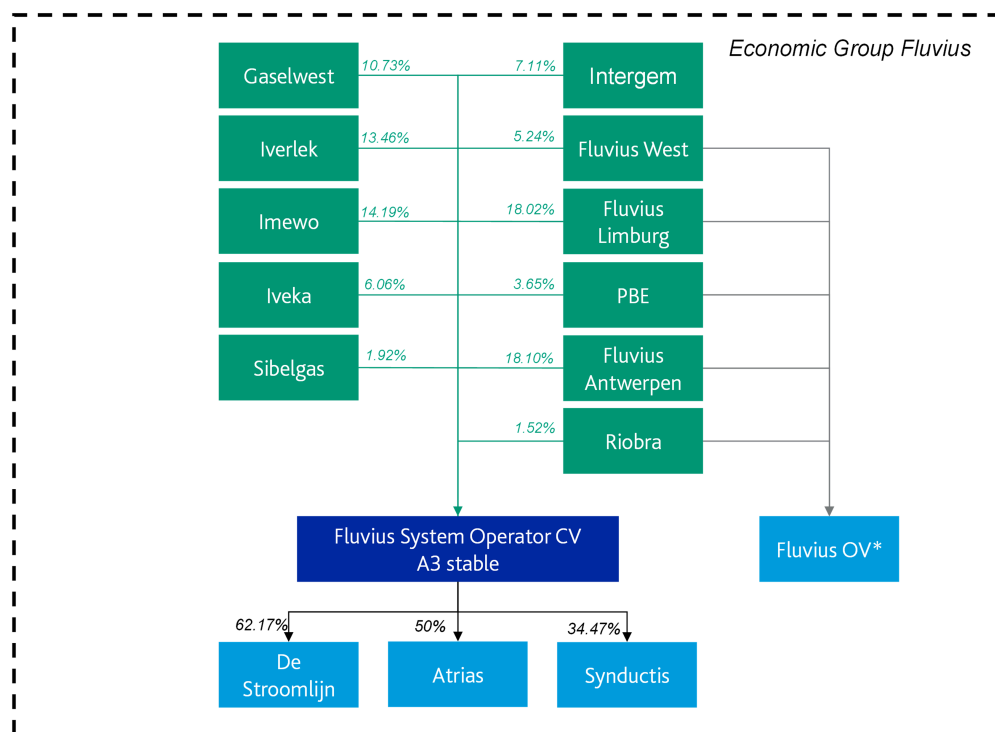 Economic Group Fluvius
Gaselwest
10.73%
7.11%
Intergem
Iverlek
13.46%
5.24%
Fluvius West
Imewo
14.19%
18.02%
Fluvius
Limburg
Iveka
6.06%
3.65%
PBE
Sibelgas
1.92%
18.10%
Fluvius
Antwerpen
1.52%
Riobra
Fluvius System Operator CV
A3 stable
Fluvius OV*
62.17%
50%
34.47%
De
Stroomlijn
Atrias
Synductis